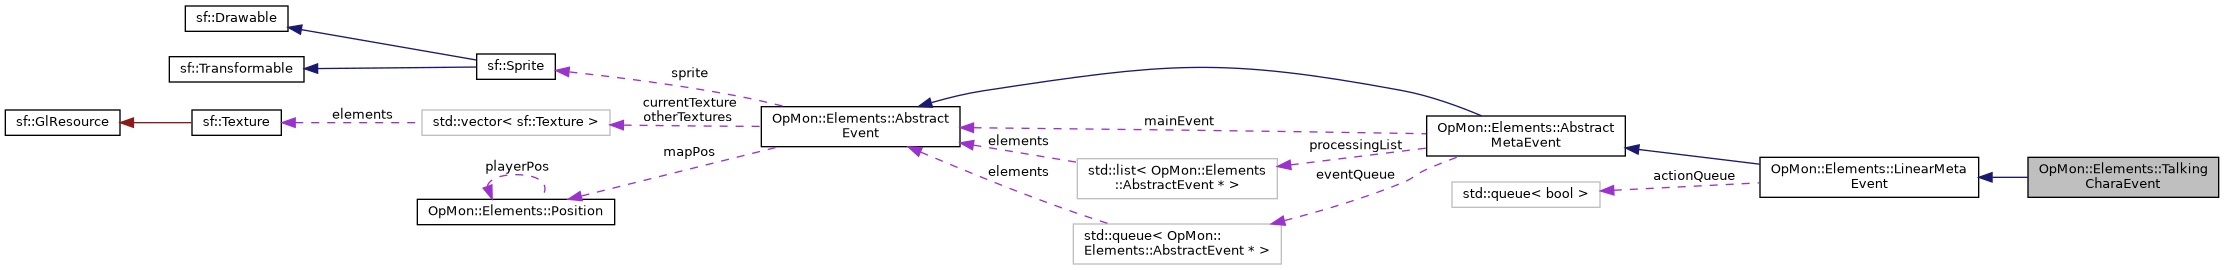 sf::Drawable
sf::Transformable
sf::Sprite
sprite
sf::GlResource
sf::Texture
elements
std::vector< sf::Texture >
currentTexture
otherTextures
OpMon::Elements::Abstract
Event
mapPos
playerPos
OpMon::Elements::Position
mainEvent
elements
processingList
std::list< OpMon::Elements
::AbstractEvent * >
elements
eventQueue
std::queue< OpMon::
Elements::AbstractEvent * >
OpMon::Elements::Abstract
MetaEvent
std::queue< bool >
actionQueue
OpMon::Elements::LinearMeta
Event
OpMon::Elements::Talking
CharaEvent